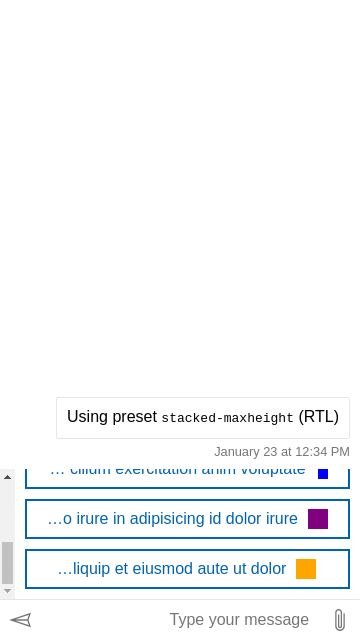 Using preset stacked-maxheight (RTL)
January 23 at 12:34 PM
… cillum exercitation anim voluptate
…o irure in adipisicing id dolor irure
…liquip et eiusmod aute ut dolor
Type your message